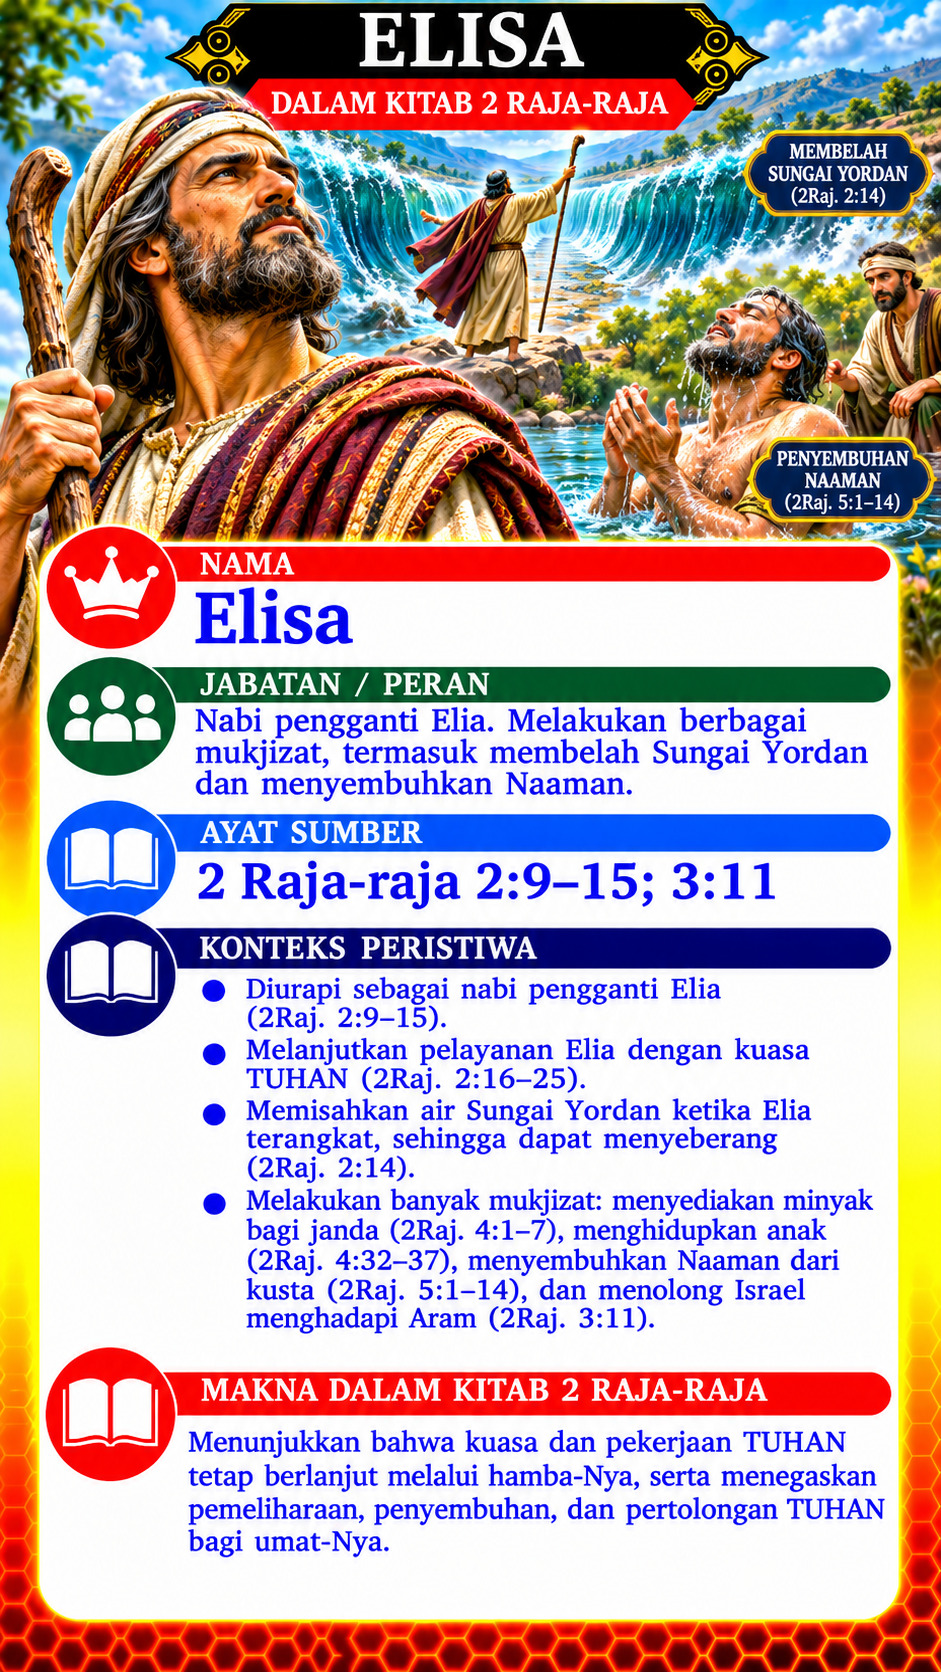 ELISA
DALAM KITAB 2 RAJA-RAJA
MEMBELAH
SUNGAI YORDAN
(2Raj. 2:14)
PENYEMBUHAN
NAAMAN
(2Raj. 5:1–14)
NAMA
Elisa
JABATAN / PERAN
Nabi pengganti Elia. Melakukan berbagai
mukjizat, termasuk membelah Sungai Yordan
dan menyembuhkan Naaman.
AYAT SUMBER
2 Raja-raja 2:9–15; 3:11
KONTEKS PERISTIWA
● Diurapi sebagai nabi pengganti Elia
(2Raj. 2:9–15).
● Melanjutkan pelayanan Elia dengan kuasa
TUHAN (2Raj. 2:16–25).
● Memisahkan air Sungai Yordan ketika Elia
terangkat, sehingga dapat menyeberang
(2Raj. 2:14).
● Melakukan banyak mukjizat: menyediakan minyak
bagi janda (2Raj. 4:1–7), menghidupkan anak
(2Raj. 4:32–37), menyembuhkan Naaman dari
kusta (2Raj. 5:1–14), dan menolong Israel
menghadapi Aram (2Raj. 3:11).
MAKNA DALAM KITAB 2 RAJA-RAJA
Menunjukkan bahwa kuasa dan pekerjaan TUHAN
tetap berlanjut melalui hamba-Nya, serta menegaskan
pemeliharaan, penyembuhan, dan pertolongan TUHAN
bagi umat-Nya.